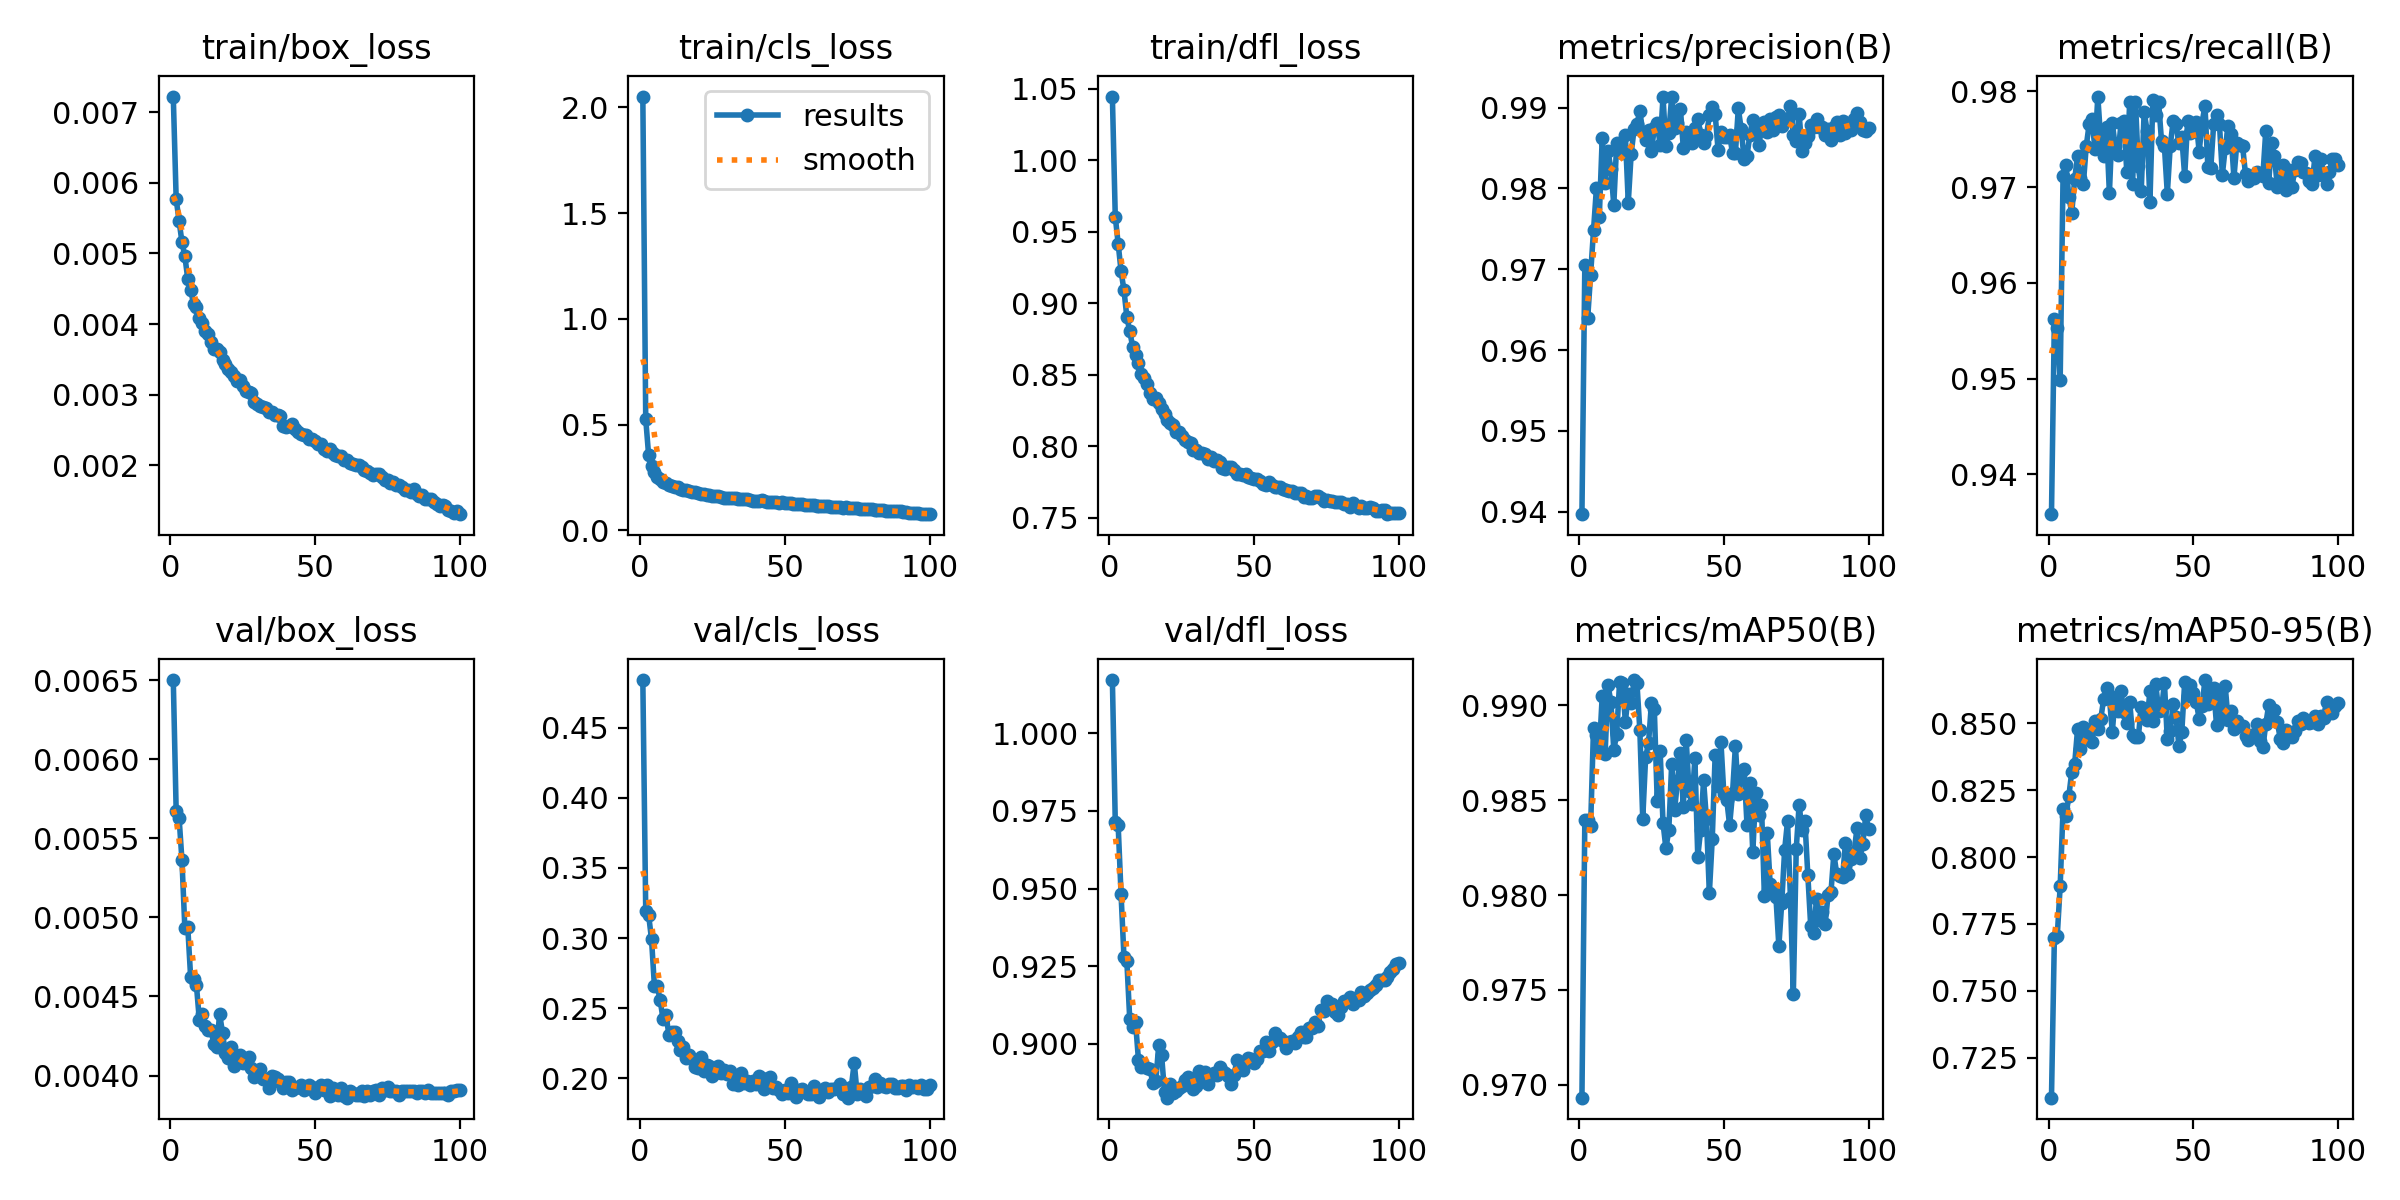 train/box_loss
0.007
0.006
0.005
0.004
0.003
0.002
0 50 100
train/cls_loss
results
smooth
2.0
1.5
1.0
0.5
0.0
0 50 100
train/dfl_loss
1.05
1.00
0.95
0.90
0.85
0.80
0.75
0 50 100
metrics/precision(B)
0.99
0.98
0.97
0.96
0.95
0.94
0 50 100
metrics/recall(B)
0.98
0.97
0.96
0.95
0.94
0 50 100
val/box_loss
0.0065
0.0060
0.0055
0.0050
0.0045
0.0040
0 50 100
val/cls_loss
0.45
0.40
0.35
0.30
0.25
0.20
0 50 100
val/dfl_loss
1.000
0.975
0.950
0.925
0.900
0 50 100
metrics/mAP50(B)
0.990
0.985
0.980
0.975
0.970
0 50 100
metrics/mAP50-95(B)
0.850
0.825
0.800
0.775
0.750
0.725
0 50 100